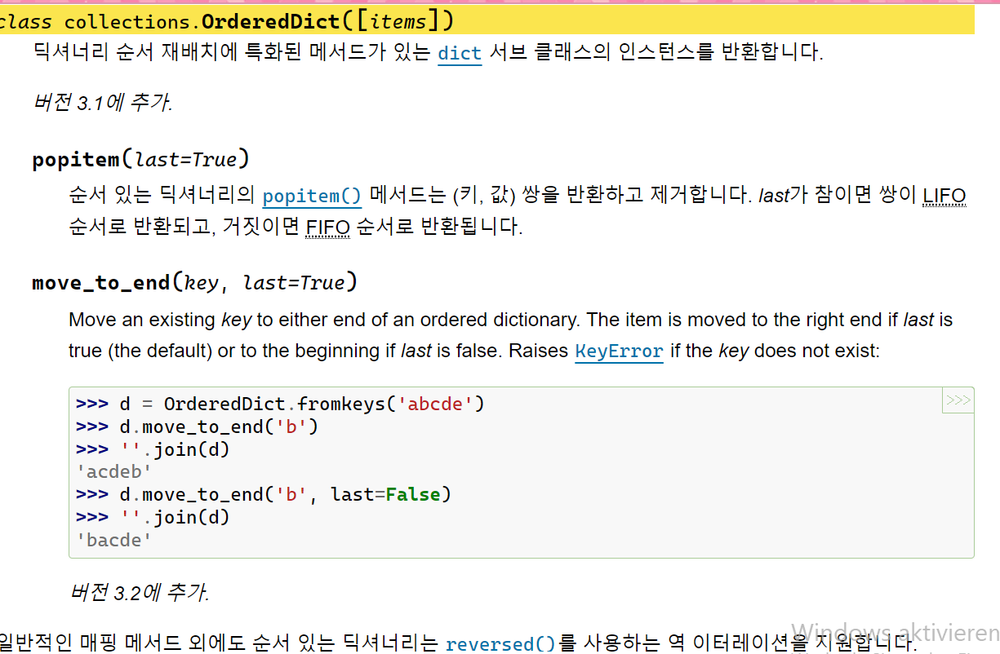 class collections.OrderedDict([items])
딕셔너리 순서 재배치에 특화된 메서드가 있는 dict 서브 클래스의 인스턴스를 반환합니다.
버전 3.1에 추가.
popitem(last=True)
순서 있는 딕셔너리의 popitem() 메서드는 (키, 값) 쌍을 반환하고 제거합니다. last가 참이면 쌍이 LIFO
순서로 반환되고, 거짓이면 FIFO 순서로 반환됩니다.
move_to_end(key, last=True)
Move an existing key to either end of an ordered dictionary. The item is moved to the right end if last is
true (the default) or to the beginning if last is false. Raises KeyError if the key does not exist:
>>>
>>> d = OrderedDict.fromkeys('abcde')
>>> d.move_to_end('b')
>>> ''.join(d)
'acdeb'
>>> d.move_to_end('b', last=False)
>>> ''.join(d)
'bacde'
버전 3.2에 추가.
일반적인 매핑 메서드 외에도 순서 있는 딕셔너리는 reversed()를 사용하는 역 이터레이션을 지원합니다.
Windows aktivieren